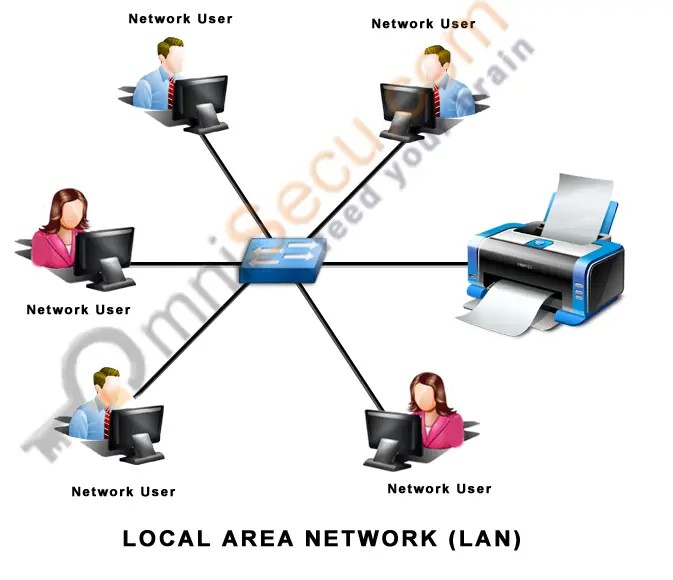 Network User
Network User
OmniSecu.com
feed your brain
Network User
Network User
Network User
LOCAL AREA NETWORK (LAN)